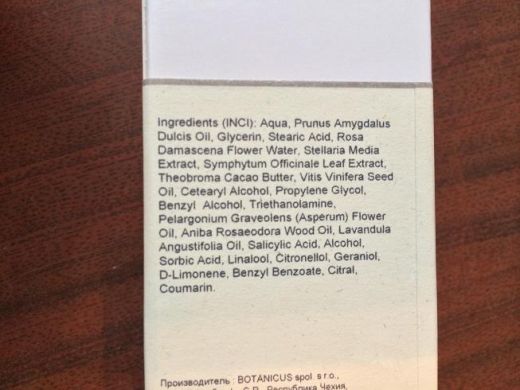 Ingredients (INCI): Aqua, Prunus Amygdalus
Dulcis Oil, Glycerin, Stearic Acid, Rosa
Damascena Flower Water, Stellaria Media
Extract, Symphytum Officinale Leaf Extract,
Theobroma Cacao Butter, Vitis Vinifera Seed
Oil, Cetearyl Alcohol, Propylene Glycol,
Benzyl Alcohol, Triethanolamine,
Pelargonium Graveolens (Asperum) Flower
Oil, Aniba Rosaeodora Wood Oil, Lavandula
Angustifolia Oil, Salicylic Acid, Alcohol,
Sorbic Acid, Linalool, Citronellol, Geraniol,
D-Limonene, Benzyl Benzoate, Citral,
Coumarin.
Производитель : BOTANICUS spol s r.o.,
Республика Чехия,